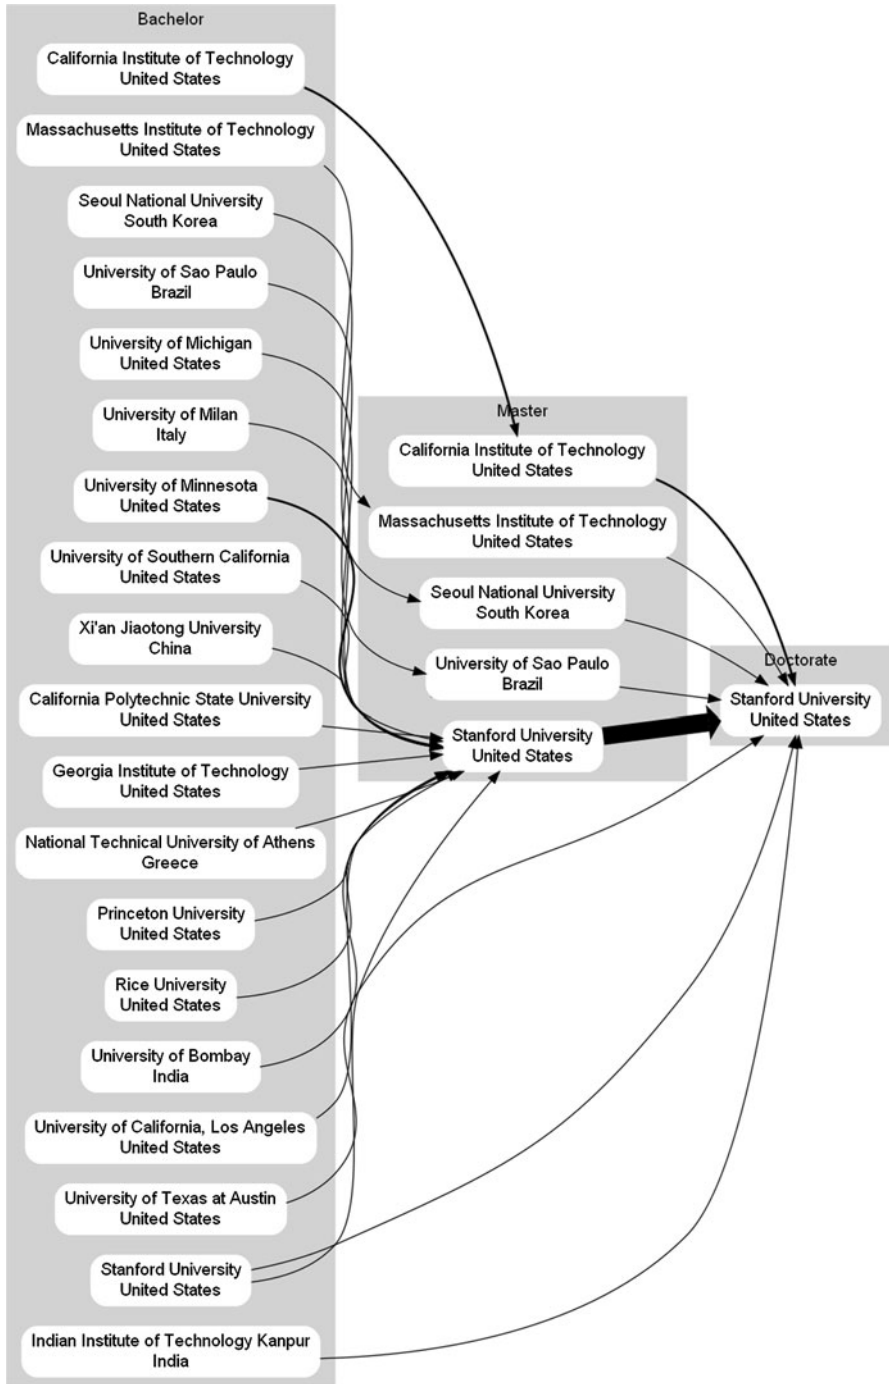 Bachelor
California Institute of Technology
United States
Massachusetts Institute of Technology
United States
Seoul National University
South Korea
University of Sao Paulo
Brazil
University of Michigan
United States
University of Milan
Italy
University of Minnesota
United States
University of Southern California
United States
Xi'an Jiaotong University
China
California Polytechnic State University
United States
Georgia Institute of Technology
United States
National Technical University of Athens
Greece
Princeton University
United States
Rice University
United States
University of Bombay
India
University of California, Los Angeles
United States
University of Texas at Austin
United States
Stanford University
United States
Indian Institute of Technology Kanpur
India
Master
California Institute of Technology
United States
Massachusetts Institute of Technology
United States
Seoul National University
South Korea
University of Sao Paulo
Brazil
Stanford University
United States
Doctorate
Stanford University
United States